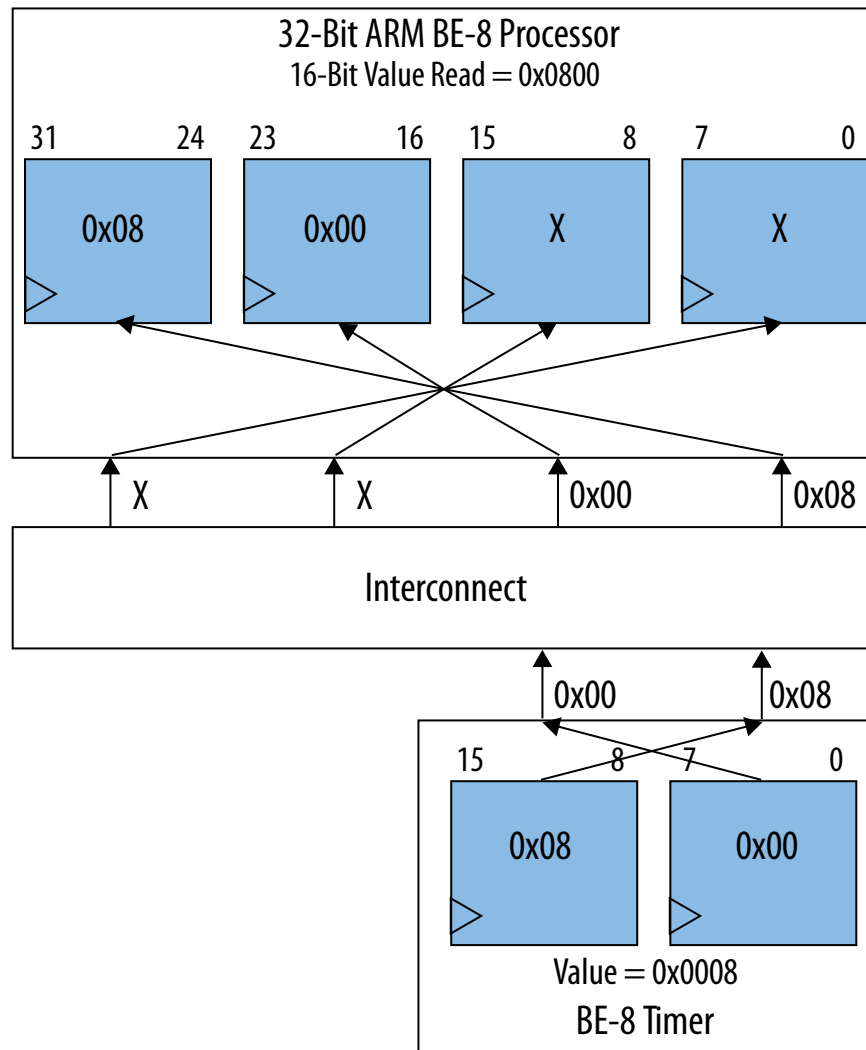 32-Bit ARM BE-8 Processor
16-Bit Value Read = 0x0800
31 24 23 16 15 8 7 0
0x08 0x00 X X
X X 0x00 0x08
Interconnect
0x00 0x08
15 8 7 0
0x08 0x00
Value = 0x0008
BE-8 Timer